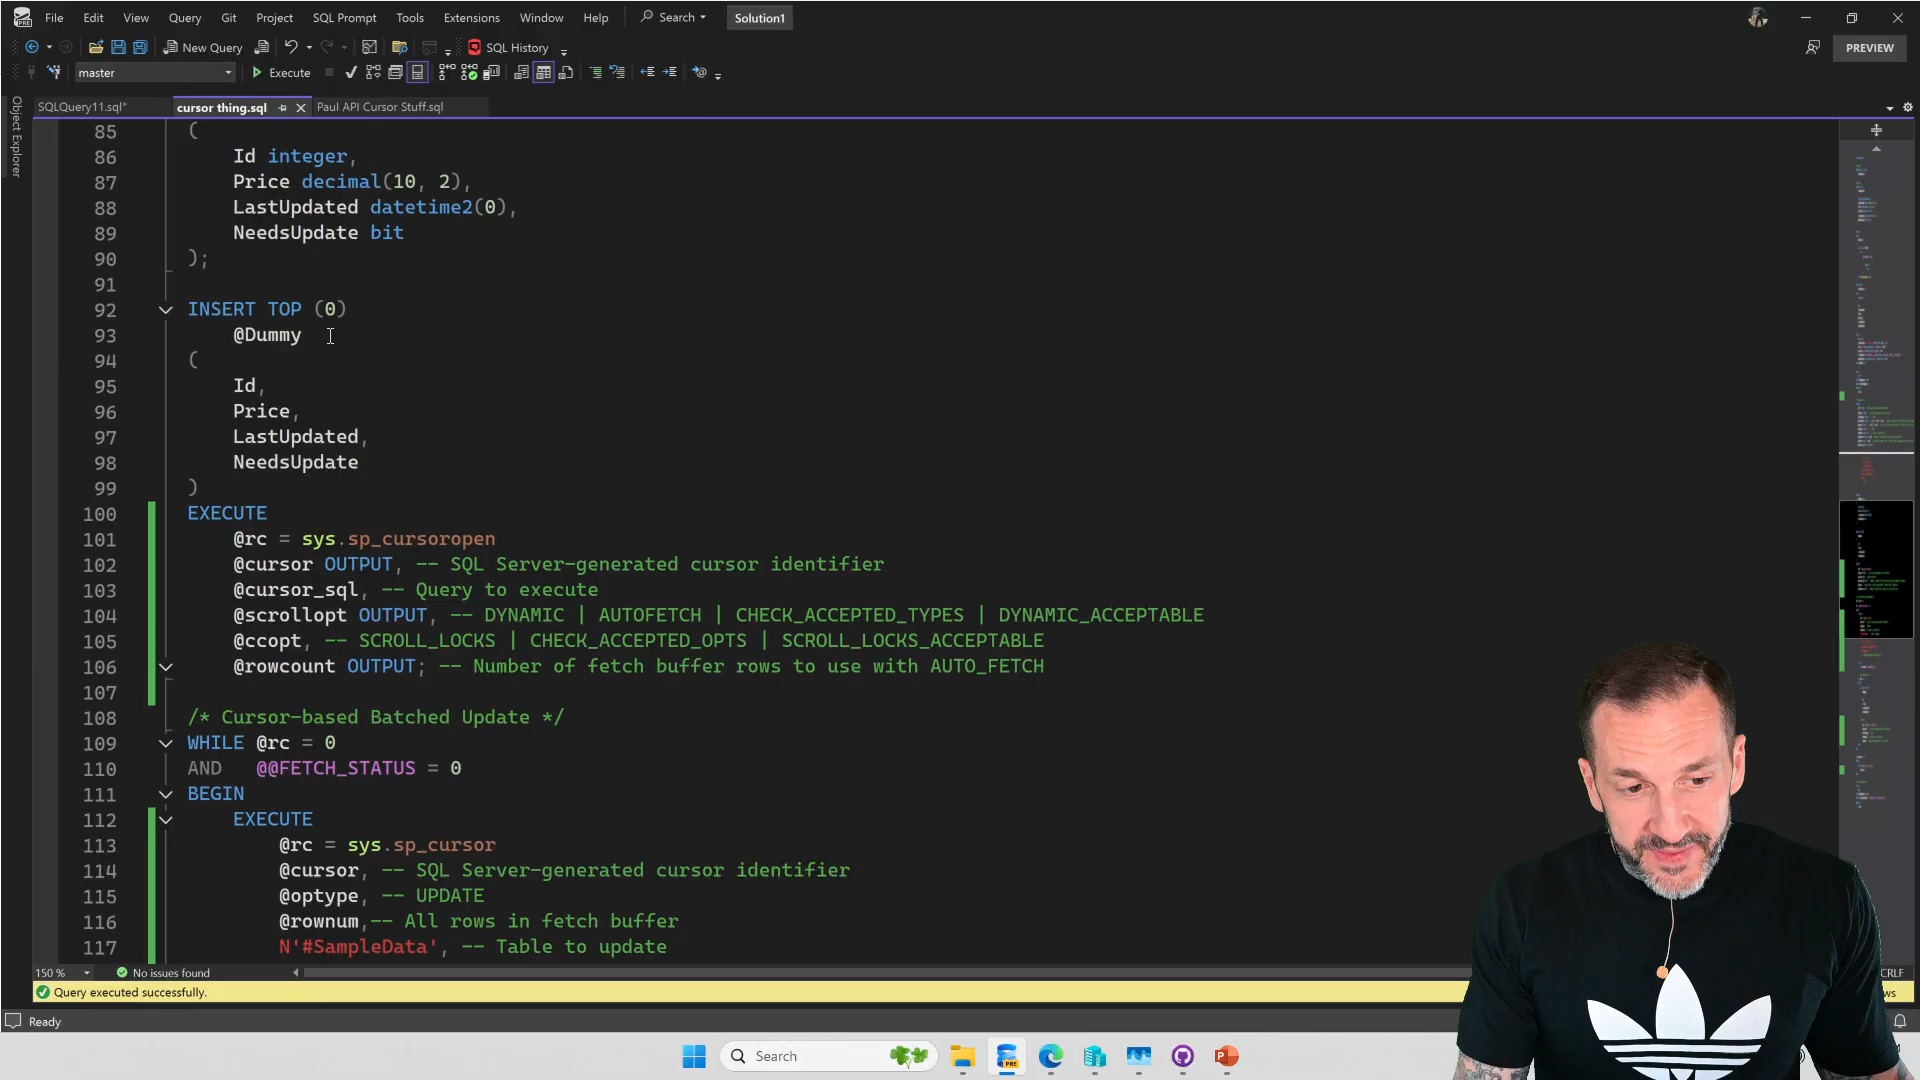 File Edit View Query Git Project SQL Prompt Tools Extensions Window Help Search Solution1
New Query SQL History PREVIEW
master Execute
SQLQuery11.sql* cursor thing.sql Paul API Cursor Stuff.sql
Object Explorer
85 (
86 Id integer,
87 Price decimal(10, 2),
88 LastUpdated datetime2(0),
89 NeedsUpdate bit
90 );
91
92 INSERT TOP (0)
93 @Dummy
94 (
95 Id,
96 Price,
97 LastUpdated,
98 NeedsUpdate
99 )
100 EXECUTE
101 @rc = sys.sp_cursoropen
102 @cursor OUTPUT, -- SQL Server-generated cursor identifier
103 @cursor_sql, -- Query to execute
104 @scrollopt OUTPUT, -- DYNAMIC | AUTOFETCH | CHECK_ACCEPTED_TYPES | DYNAMIC_ACCEPTABLE
105 @ccopt, -- SCROLL_LOCKS | CHECK_ACCEPTED_OPTS | SCROLL_LOCKS_ACCEPTABLE
106 @rowcount OUTPUT; -- Number of fetch buffer rows to use with AUTO_FETCH
107
108 /* Cursor-based Batched Update */
109 WHILE @rc = 0
110 AND @@FETCH_STATUS = 0
111 BEGIN
112 EXECUTE
113 @rc = sys.sp_cursor
114 @cursor, -- SQL Server-generated cursor identifier
115 @optype, -- UPDATE
116 @rownum,-- All rows in fetch buffer
117 N'#SampleData', -- Table to update
150 % No issues found CRLF
Query executed successfully.
Ready
Search